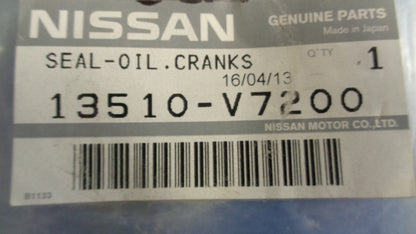 NISSAN
GENUINE PARTS
Made in Japan
SEAL-OIL.CRANKS
Q'TY
1
16/04/13
13510-V7200
NISSAN MOTOR CO.,LTD.
B1133